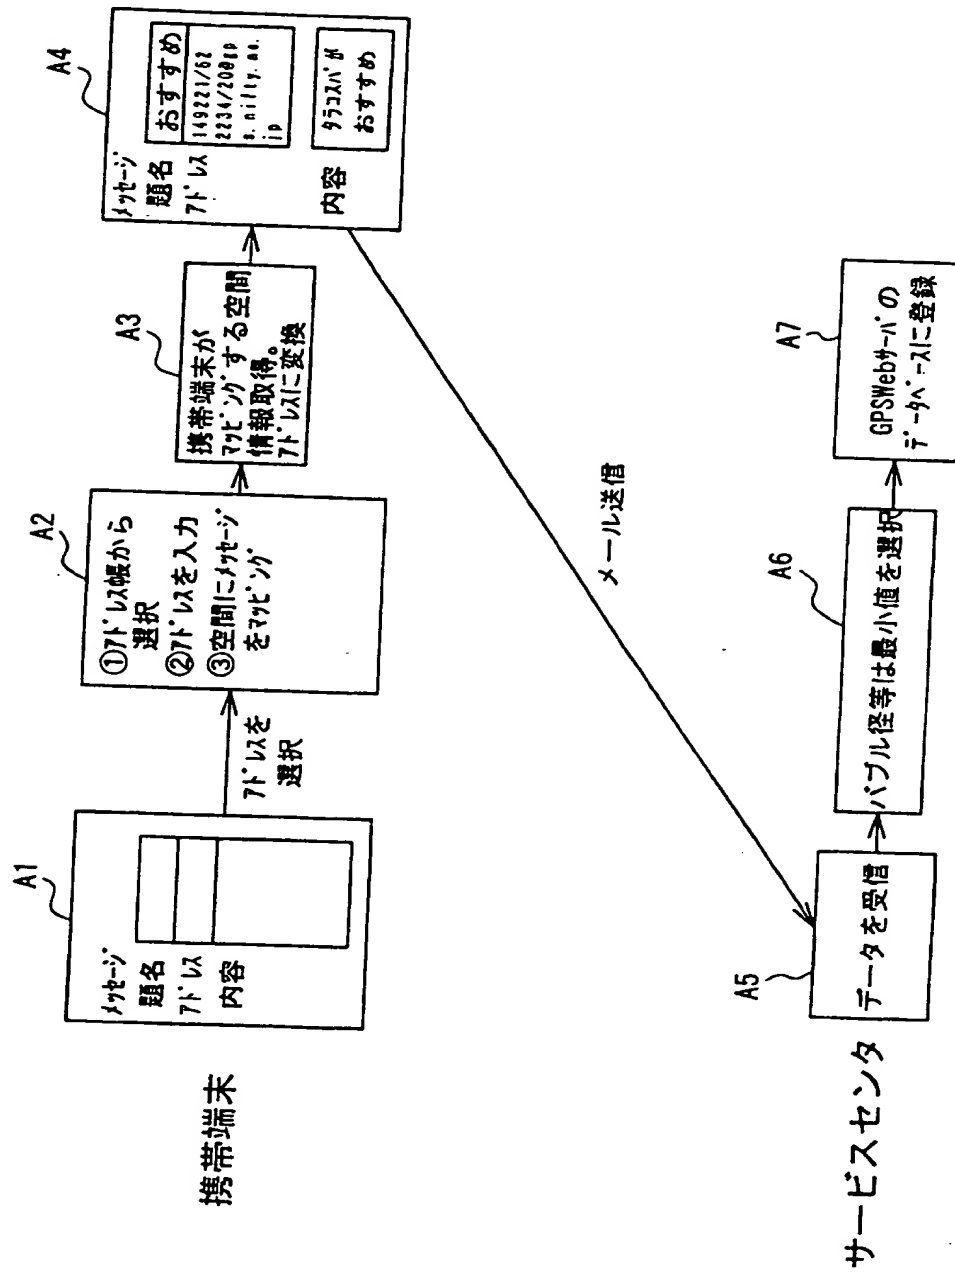 携帯端末
A1
メッセージ
題名
アドレス
内容
アドレスを
選択
A2
①アドレス帳から
選択
②アドレスを入力
③空間にメッセージ
をマッピング
A3
携帯端末が
マッピングする空間
情報取得。
アドレスに変換
A4
メッセージ
題名
おすすめ
アドレス
149221/62
2234/20@gp
s.nifty.ne.
jp
内容
タラコスパが
おすすめ
メール送信
サービスセンタ
A5
データを受信
A6
バブル径等は最小値を選択
A7
GPSWebサーバの
データベースに登録